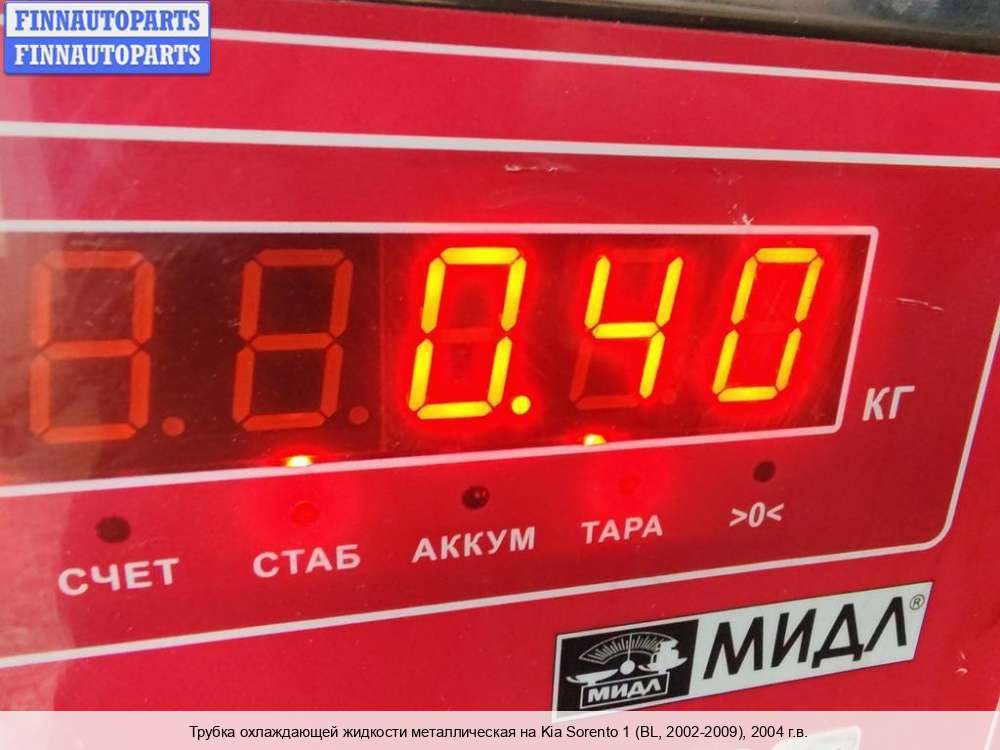 FINNAUTOPARTS
FINNAUTOPARTS
0.40
КГ
СЧЕТ СТАБ АККУМ ТАРА >0<
МИДЛ МИДЛ®
Трубка охлаждающей жидкости металлическая на Kia Sorento 1 (BL, 2002-2009), 2004 г.в.